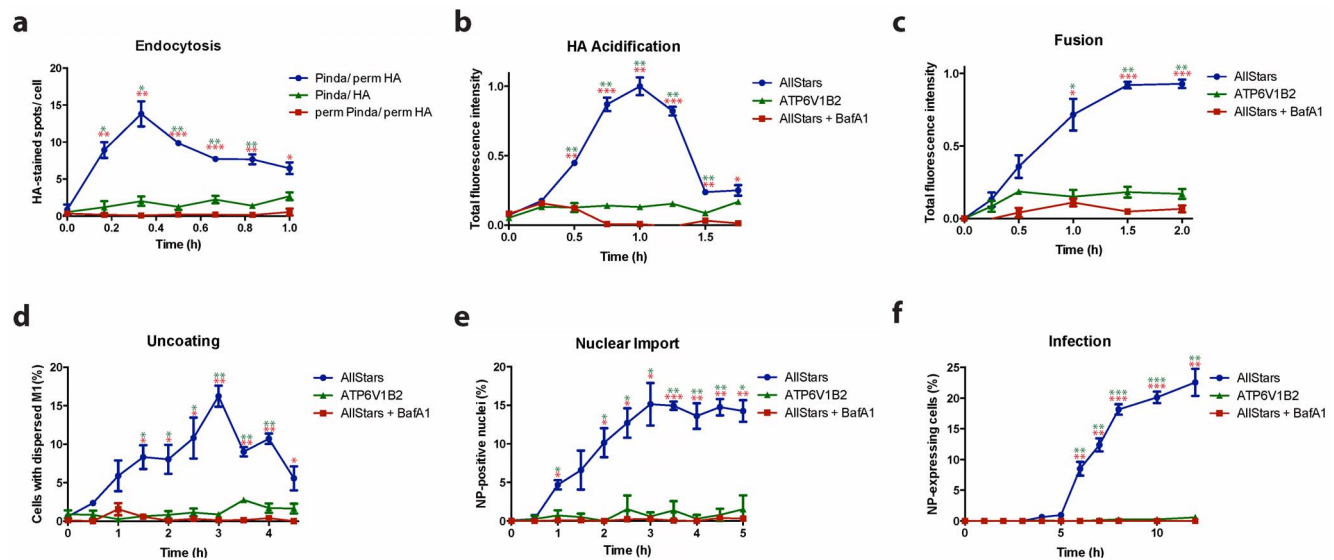 a
Endocytosis
HA-stained spots/ cell
20
15
10
5
0
* **
* **
** ***
** ***
** **
*
0.0 0.2 0.4 0.6 0.8 1.0
Time (h)
Pinda/ perm HA
Pinda/ HA
perm Pinda/ perm HA
b
HA Acidification
Total fluorescence intensity
1.0
0.5
0.0
** **
** ***
** **
** ***
** **
*
0.0 0.5 1.0 1.5
Time (h)
AllStars
ATP6V1B2
AllStars + BafA1
c
Fusion
Total fluorescence intensity
1.0
0.5
0.0
* *
** ***
** ***
0.0 0.5 1.0 1.5 2.0
Time (h)
AllStars
ATP6V1B2
AllStars + BafA1
d
Uncoating
Cells with dispersed M1 (%)
20
15
10
5
0
* *
* *
* *
** **
** **
** **
*
0 1 2 3 4
Time (h)
AllStars
ATP6V1B2
AllStars + BafA1
e
Nuclear Import
NP-positive nuclei (%)
20
15
10
5
0
* *
* *
* *
* *
** ***
** **
** **
* **
0 1 2 3 4 5
Time (h)
AllStars
ATP6V1B2
AllStars + BafA1
f
Infection
NP-expressing cells (%)
25
20
15
10
5
0
** **
** **
*** ***
*** ***
** **
0 5 10
Time (h)
AllStars
ATP6V1B2
AllStars + BafA1